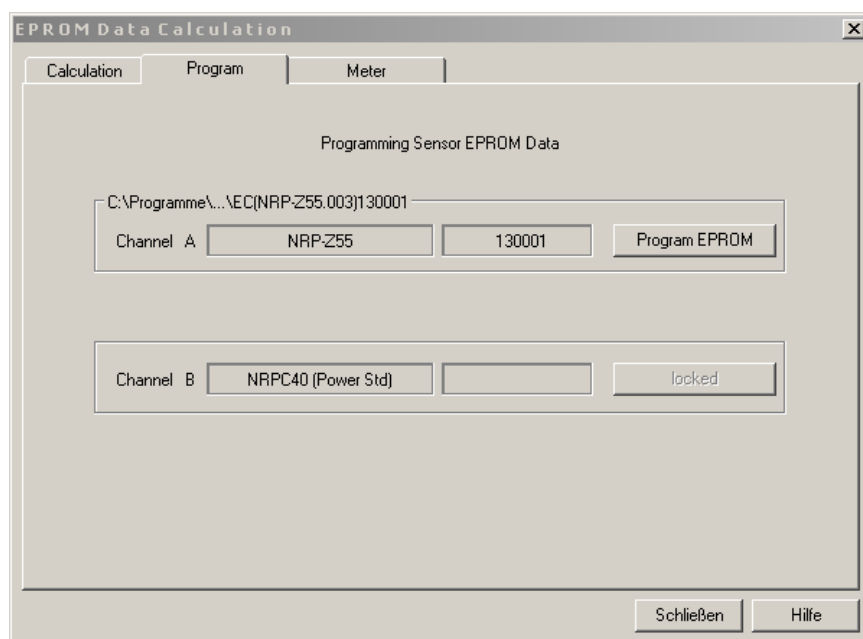 EPROM Data Calculation
Calculation Program Meter
Programming Sensor EPROM Data
C:\Programme\...\EC(NRP-Z55.003)130001
Channel A NRP-Z55 130001 Program EPROM
Channel B NRPC40 (Power Std) locked
Schließen Hilfe